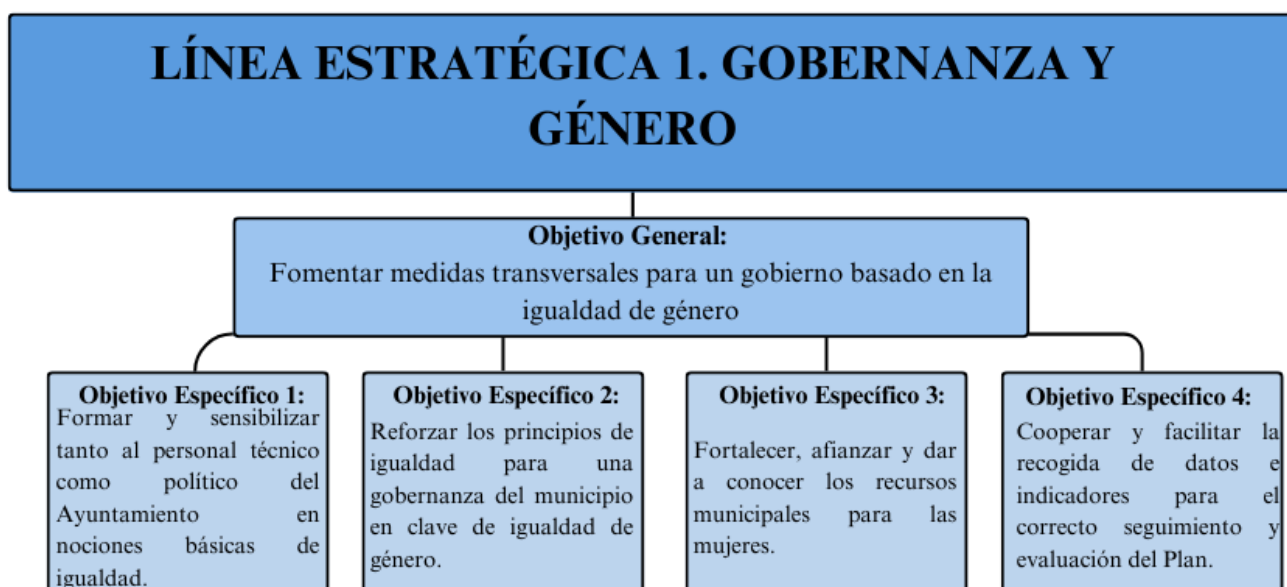 LÍNEA ESTRATÉGICA 1. GOBERNANZA Y
GÉNERO
Objetivo General:
Fomentar medidas transversales para un gobierno basado en la
igualdad de género
Objetivo Específico 1:
Formar y sensibilizar
tanto al personal técnico
como político del
Ayuntamiento en
nociones básicas de
igualdad.
Objetivo Específico 2:
Reforzar los principios de
igualdad para una
gobernanza del municipio
en clave de igualdad de
género.
Objetivo Específico 3:
Fortalecer, afianzar y dar
a conocer los recursos
municipales para las
mujeres.
Objetivo Específico 4:
Cooperar y facilitar la
recogida de datos e
indicadores para el
correcto seguimiento y
evaluación del Plan.